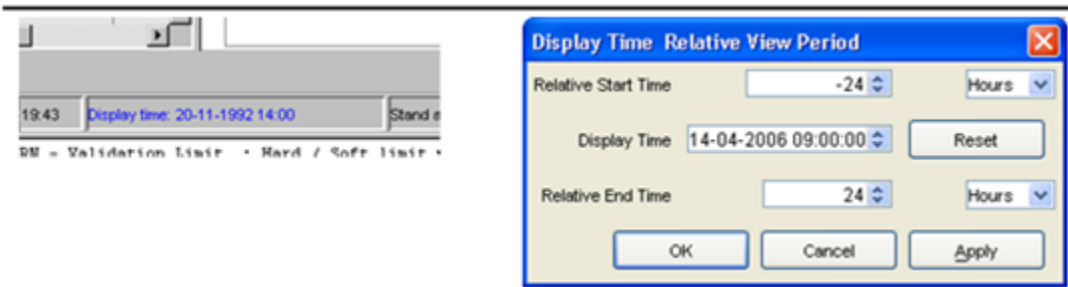 19:43 Display time: 20-11-1992 14:00 Stand
RN - Validation Limit · Hard / Soft limit
Display Time Relative View Period
Relative Start Time -24 Hours
Display Time 14-04-2006 09:00:00 Reset
Relative End Time 24 Hours
OK Cancel Apply